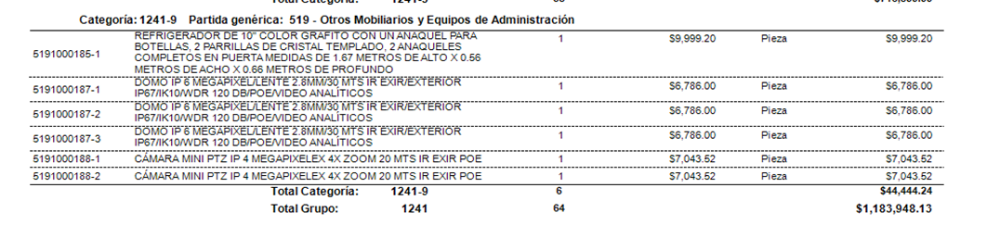 Categoría: 1241-9 Partida genérica: 519 - Otros Mobiliarios y Equipos de Administración
REFRIGERADOR DE 10" COLOR GRAFITO CON UN ANAQUEL PARA
BOTELLAS, 2 PARRILLAS DE CRISTAL TEMPLADO, 2 ANAQUELES
COMPLETOS EN PUERTA MEDIDAS DE 1.67 METROS DE ALTO X 0.56
METROS DE ACHO X 0.66 METROS DE PROFUNDO
5191000185-1 1 $9,999.20 Pieza $9,999.20
DOMO IP 6 MEGAPIXEL/LENTE 2.8MM/30 MTS IR EXIR/EXTERIOR
IP67/IK10/WDR 120 DB/POE/VIDEO ANALÍTICOS
5191000187-1 1 $6,786.00 Pieza $6,786.00
DOMO IP 6 MEGAPIXEL/LENTE 2.8MM/30 MTS IR EXIR/EXTERIOR
IP67/IK10/WDR 120 DB/POE/VIDEO ANALÍTICOS
5191000187-2 1 $6,786.00 Pieza $6,786.00
DOMO IP 6 MEGAPIXEL/LENTE 2.8MM/30 MTS IR EXIR/EXTERIOR
IP67/IK10/WDR 120 DB/POE/VIDEO ANALÍTICOS
5191000187-3 1 $6,786.00 Pieza $6,786.00
5191000188-1 CÁMARA MINI PTZ IP 4 MEGAPIXELEX 4X ZOOM 20 MTS IR EXIR POE 1 $7,043.52 Pieza $7,043.52
5191000188-2 CÁMARA MINI PTZ IP 4 MEGAPIXELEX 4X ZOOM 20 MTS IR EXIR POE 1 $7,043.52 Pieza $7,043.52
Total Categoría: 1241-9 6 $44,444.24
Total Grupo: 1241 64 $1,183,948.13